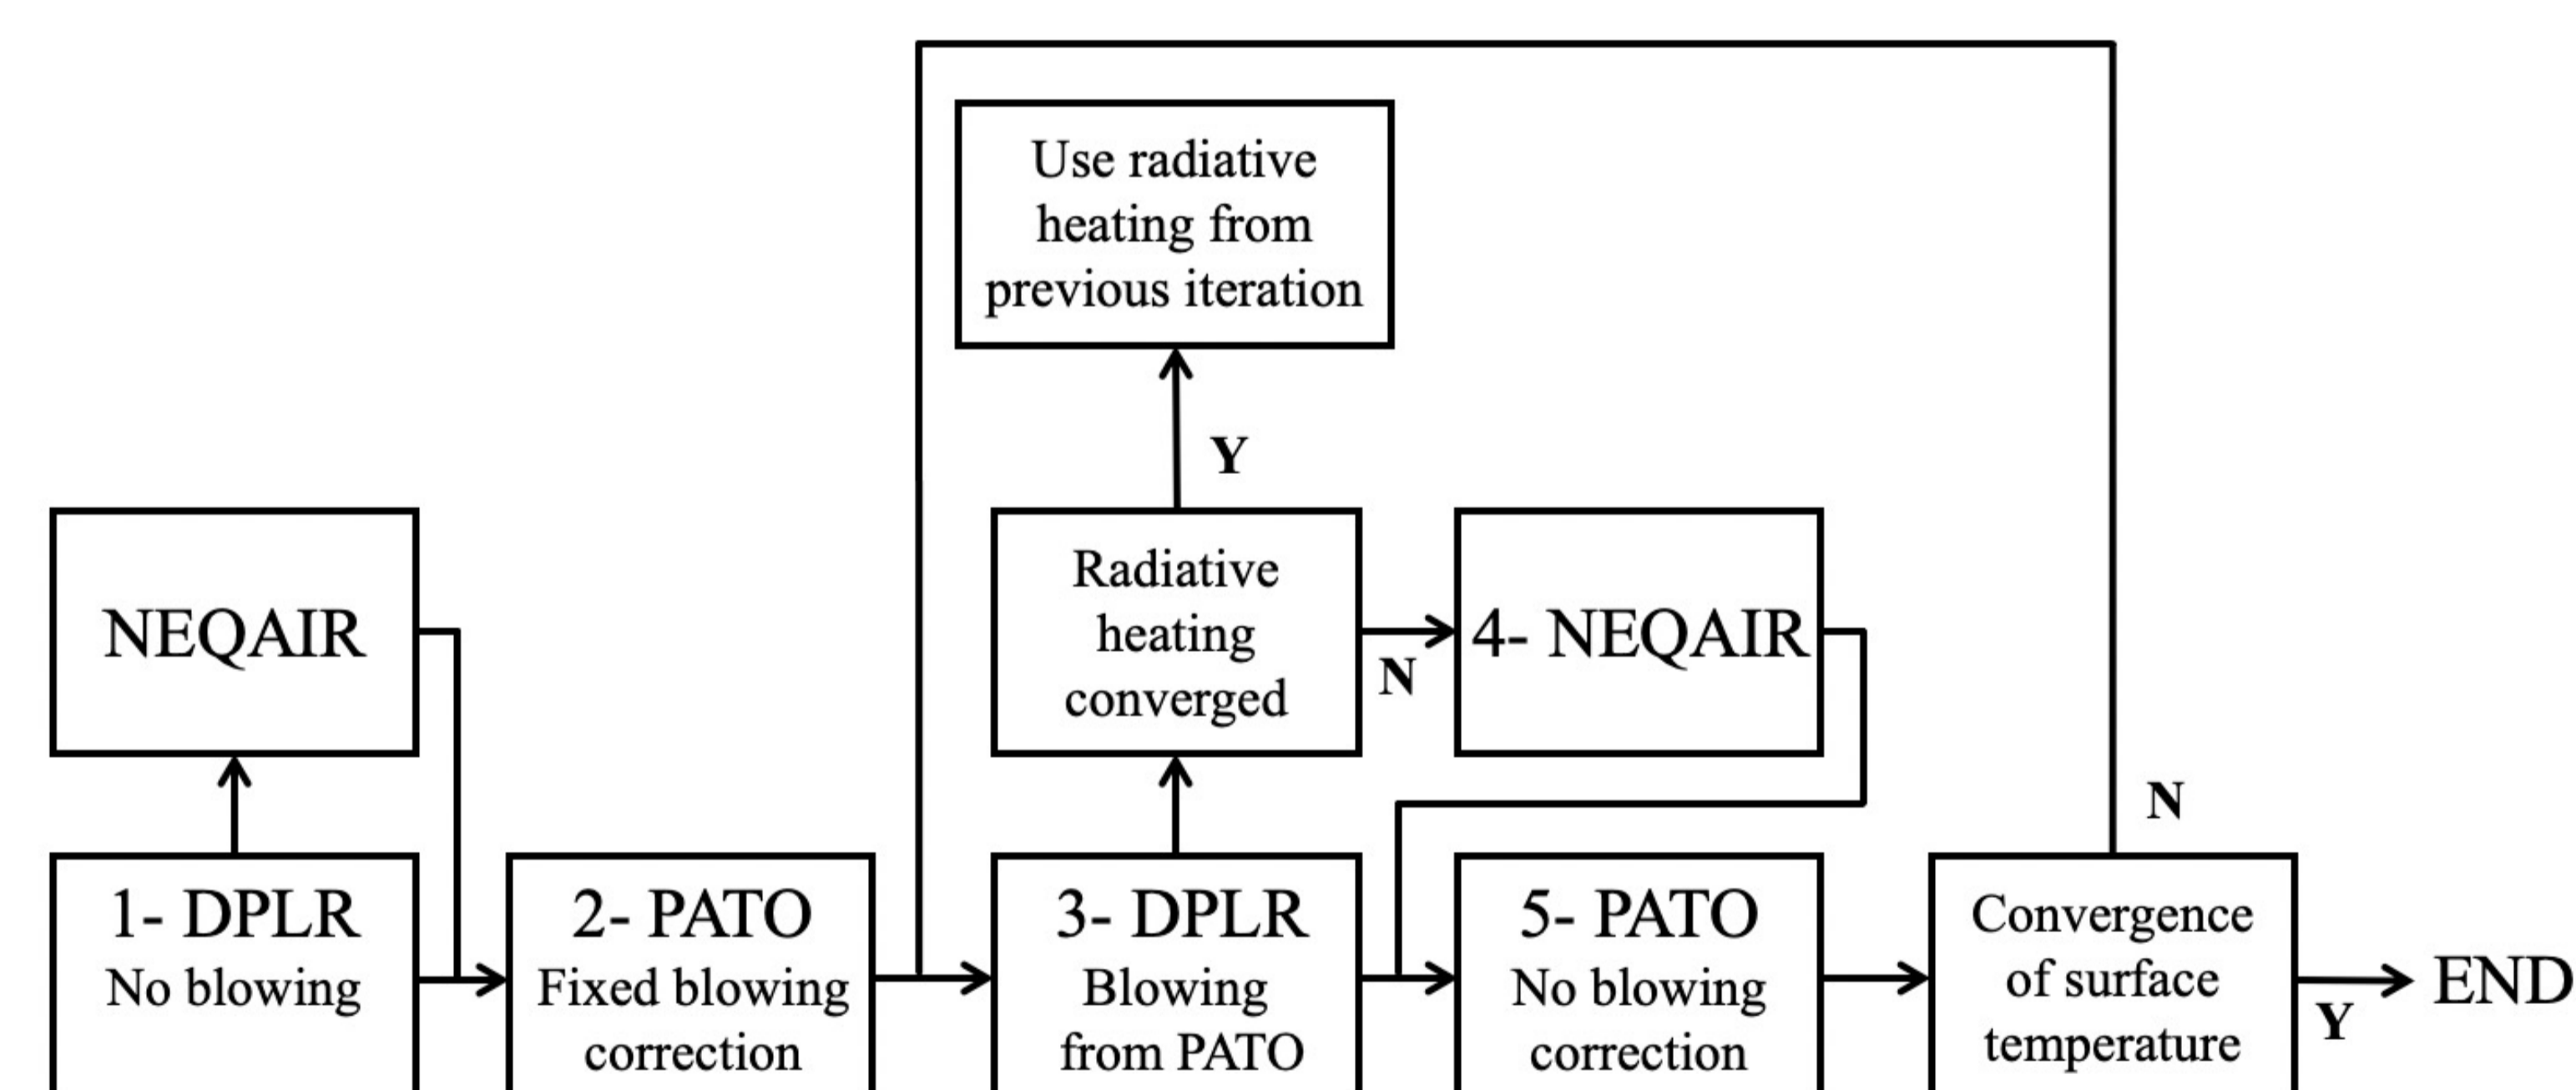 Use radiative
heating from
previous iteration
Y
NEQAIR
Radiative
heating
converged
N
4- NEQAIR
N
1- DPLR
No blowing
2- PATO
Fixed blowing
correction
3- DPLR
Blowing
from PATO
5- PATO
No blowing
correction
Convergence
of surface
temperature
Y
END